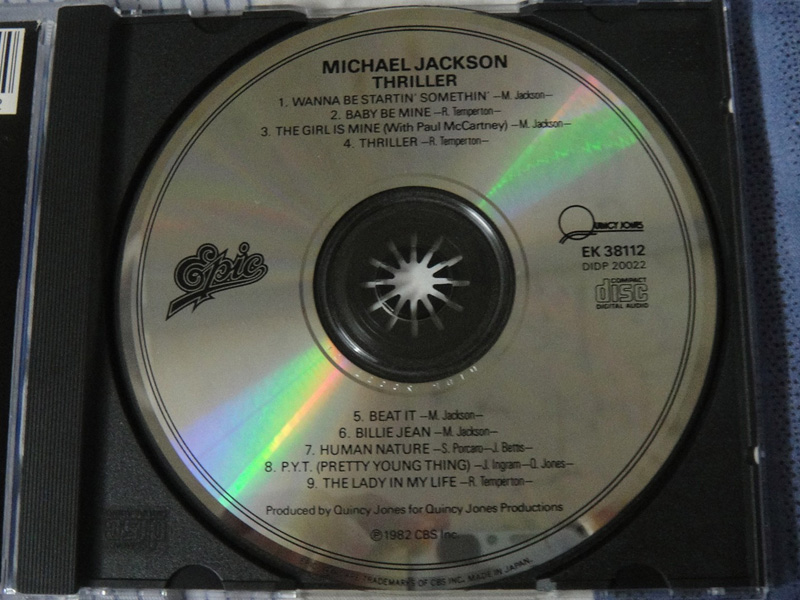 MICHAEL JACKSON
THRILLER
1. WANNA BE STARTIN' SOMETHIN' —M. Jackson—
2. BABY BE MINE —R. Temperton—
3. THE GIRL IS MINE (With Paul McCartney) —M. Jackson—
4. THRILLER —R. Temperton—
Epic
QUINCY JONES
EK 38112
DIDP 20022
COMPACT
disc
DIGITAL AUDIO
5. BEAT IT —M. Jackson—
6. BILLIE JEAN —M. Jackson—
7. HUMAN NATURE —S. Porcaro—J. Bettis—
8. P.Y.T. (PRETTY YOUNG THING) —J. Ingram—Q. Jones—
9. THE LADY IN MY LIFE —R. Temperton—
Produced by Quincy Jones for Quincy Jones Productions
℗1982 CBS Inc.
TRADEMARKS OF CBS INC. MADE IN JAPAN.